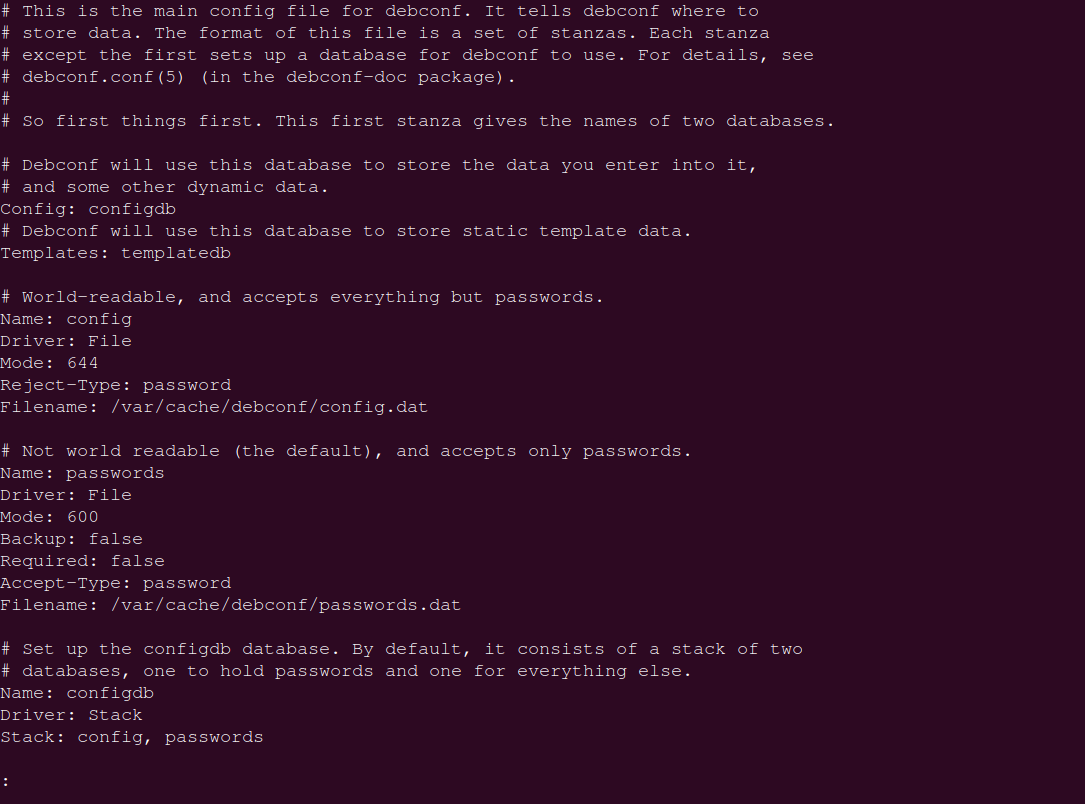 # This is the main config file for debconf. It tells debconf where to
# store data. The format of this file is a set of stanzas. Each stanza
# except the first sets up a database for debconf to use. For details, see
# debconf.conf(5) (in the debconf-doc package).
#
# So first things first. This first stanza gives the names of two databases.

# Debconf will use this database to store the data you enter into it,
# and some other dynamic data.
Config: configdb
# Debconf will use this database to store static template data.
Templates: templatedb

# World-readable, and accepts everything but passwords.
Name: config
Driver: File
Mode: 644
Reject-Type: password
Filename: /var/cache/debconf/config.dat

# Not world readable (the default), and accepts only passwords.
Name: passwords
Driver: File
Mode: 600
Backup: false
Required: false
Accept-Type: password
Filename: /var/cache/debconf/passwords.dat

# Set up the configdb database. By default, it consists of a stack of two
# databases, one to hold passwords and one for everything else.
Name: configdb
Driver: Stack
Stack: config, passwords

: